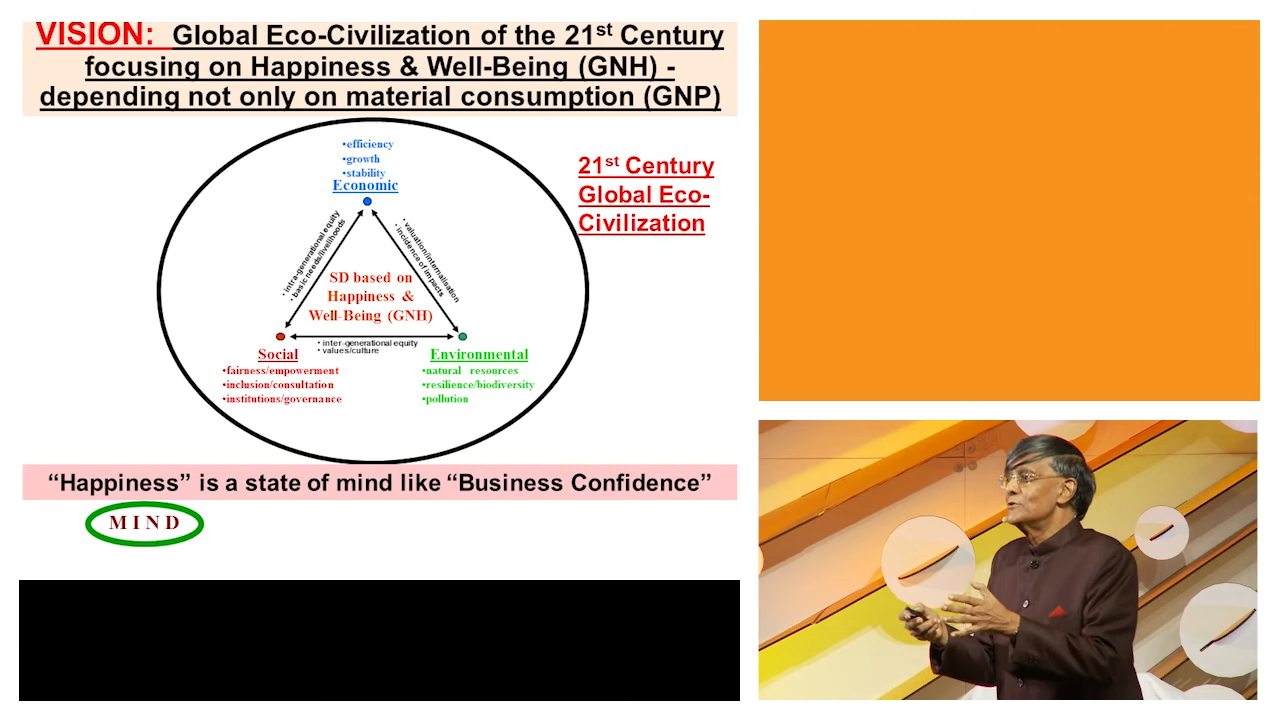 VISION: Global Eco-Civilization of the 21st Century
focusing on Happiness & Well-Being (GNH) -
depending not only on material consumption (GNP)
•efficiency
•growth
•stability
Economic
21st Century
Global Eco-
Civilization
• intra-generational equity
• basic needs/livelihoods
• valuation/internalisation
• incidence of impacts
SD based on
Happiness &
Well-Being (GNH)
• inter-generational equity
• values/culture
Social
•fairness/empowerment
•inclusion/consultation
•institutions/governance
Environmental
•natural resources
•resilience/biodiversity
•pollution
“Happiness” is a state of mind like “Business Confidence”
MIND